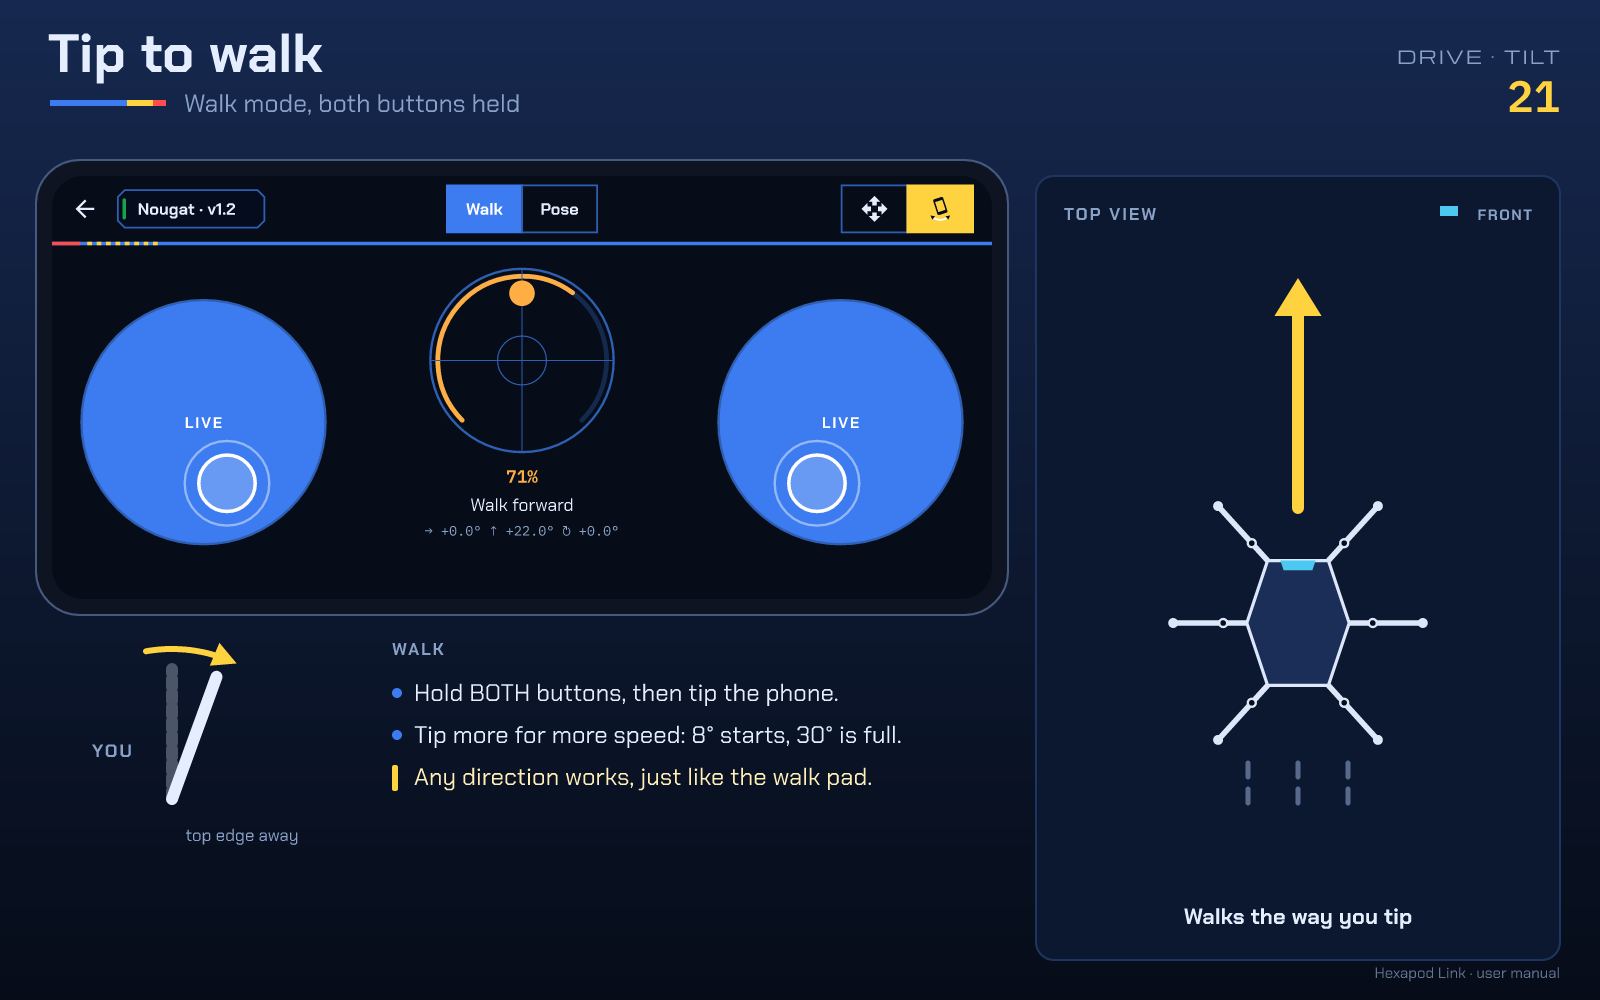 Tip to walk
Walk mode, both buttons held
DRIVE · TILT
21
Nougat · v1.2
Walk
Pose
LIVE
LIVE
71%
Walk forward
→ +0.0° ↑ +22.0° ↻ +0.0°
TOP VIEW
FRONT
Walks the way you tip
YOU
top edge away
WALK
Hold BOTH buttons, then tip the phone.
Tip more for more speed: 8° starts, 30° is full.
Any direction works, just like the walk pad.
Hexapod Link · user manual